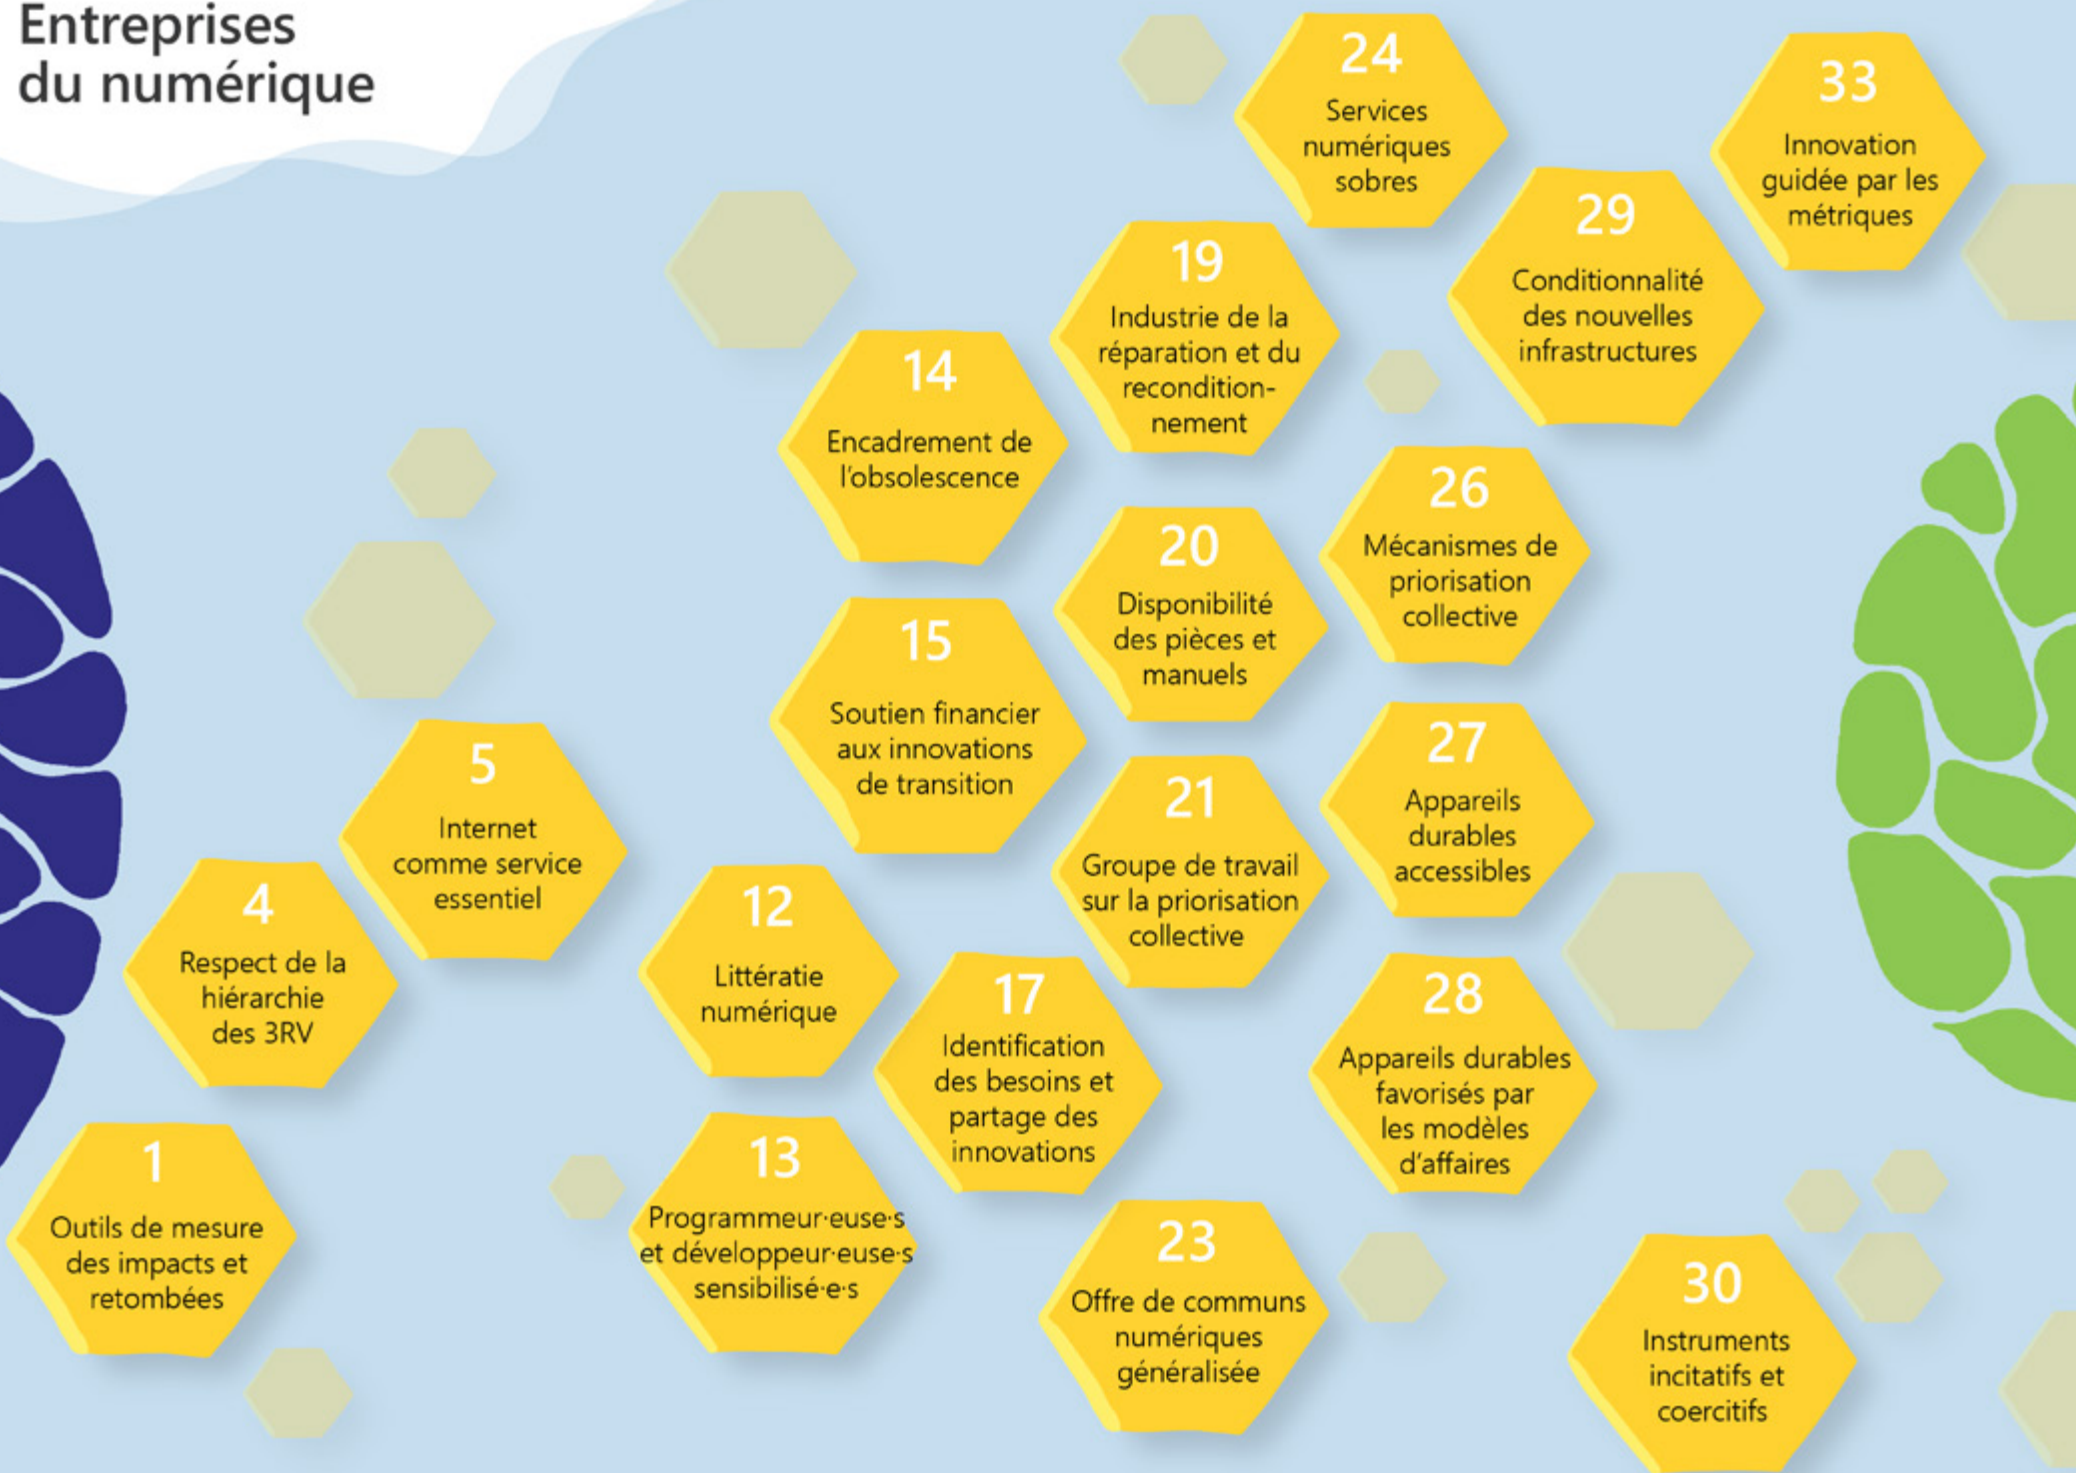 Entreprises
du numérique
1
Outils de mesure
des impacts et
retombées
4
Respect de la
hiérarchie
des 3RV
5
Internet
comme service
essentiel
12
Littératie
numérique
13
Programmeur·euse·s
et développeur·euse·s
sensibilisé·e·s
14
Encadrement de
l'obsolescence
15
Soutien financier
aux innovations
de transition
17
Identification
des besoins et
partage des
innovations
19
Industrie de la
réparation et du
recondition-
nement
20
Disponibilité
des pièces et
manuels
21
Groupe de travail
sur la priorisation
collective
23
Offre de communs
numériques
généralisée
24
Services
numériques
sobres
26
Mécanismes de
priorisation
collective
27
Appareils
durables
accessibles
28
Appareils durables
favorisés par
les modèles
d'affaires
29
Conditionnalité
des nouvelles
infrastructures
30
Instruments
incitatifs et
coercitifs
33
Innovation
guidée par les
métriques